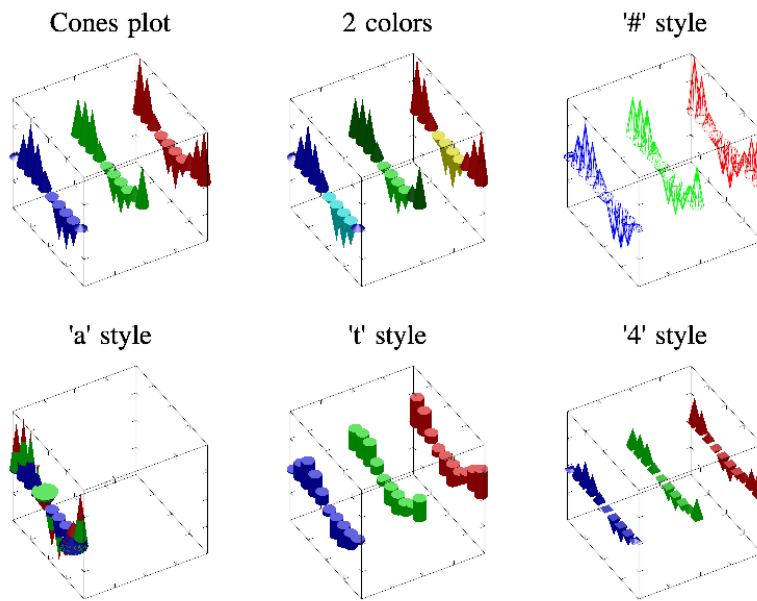 Cones plot
2 colors
'#' style
'a' style
't' style
'4' style